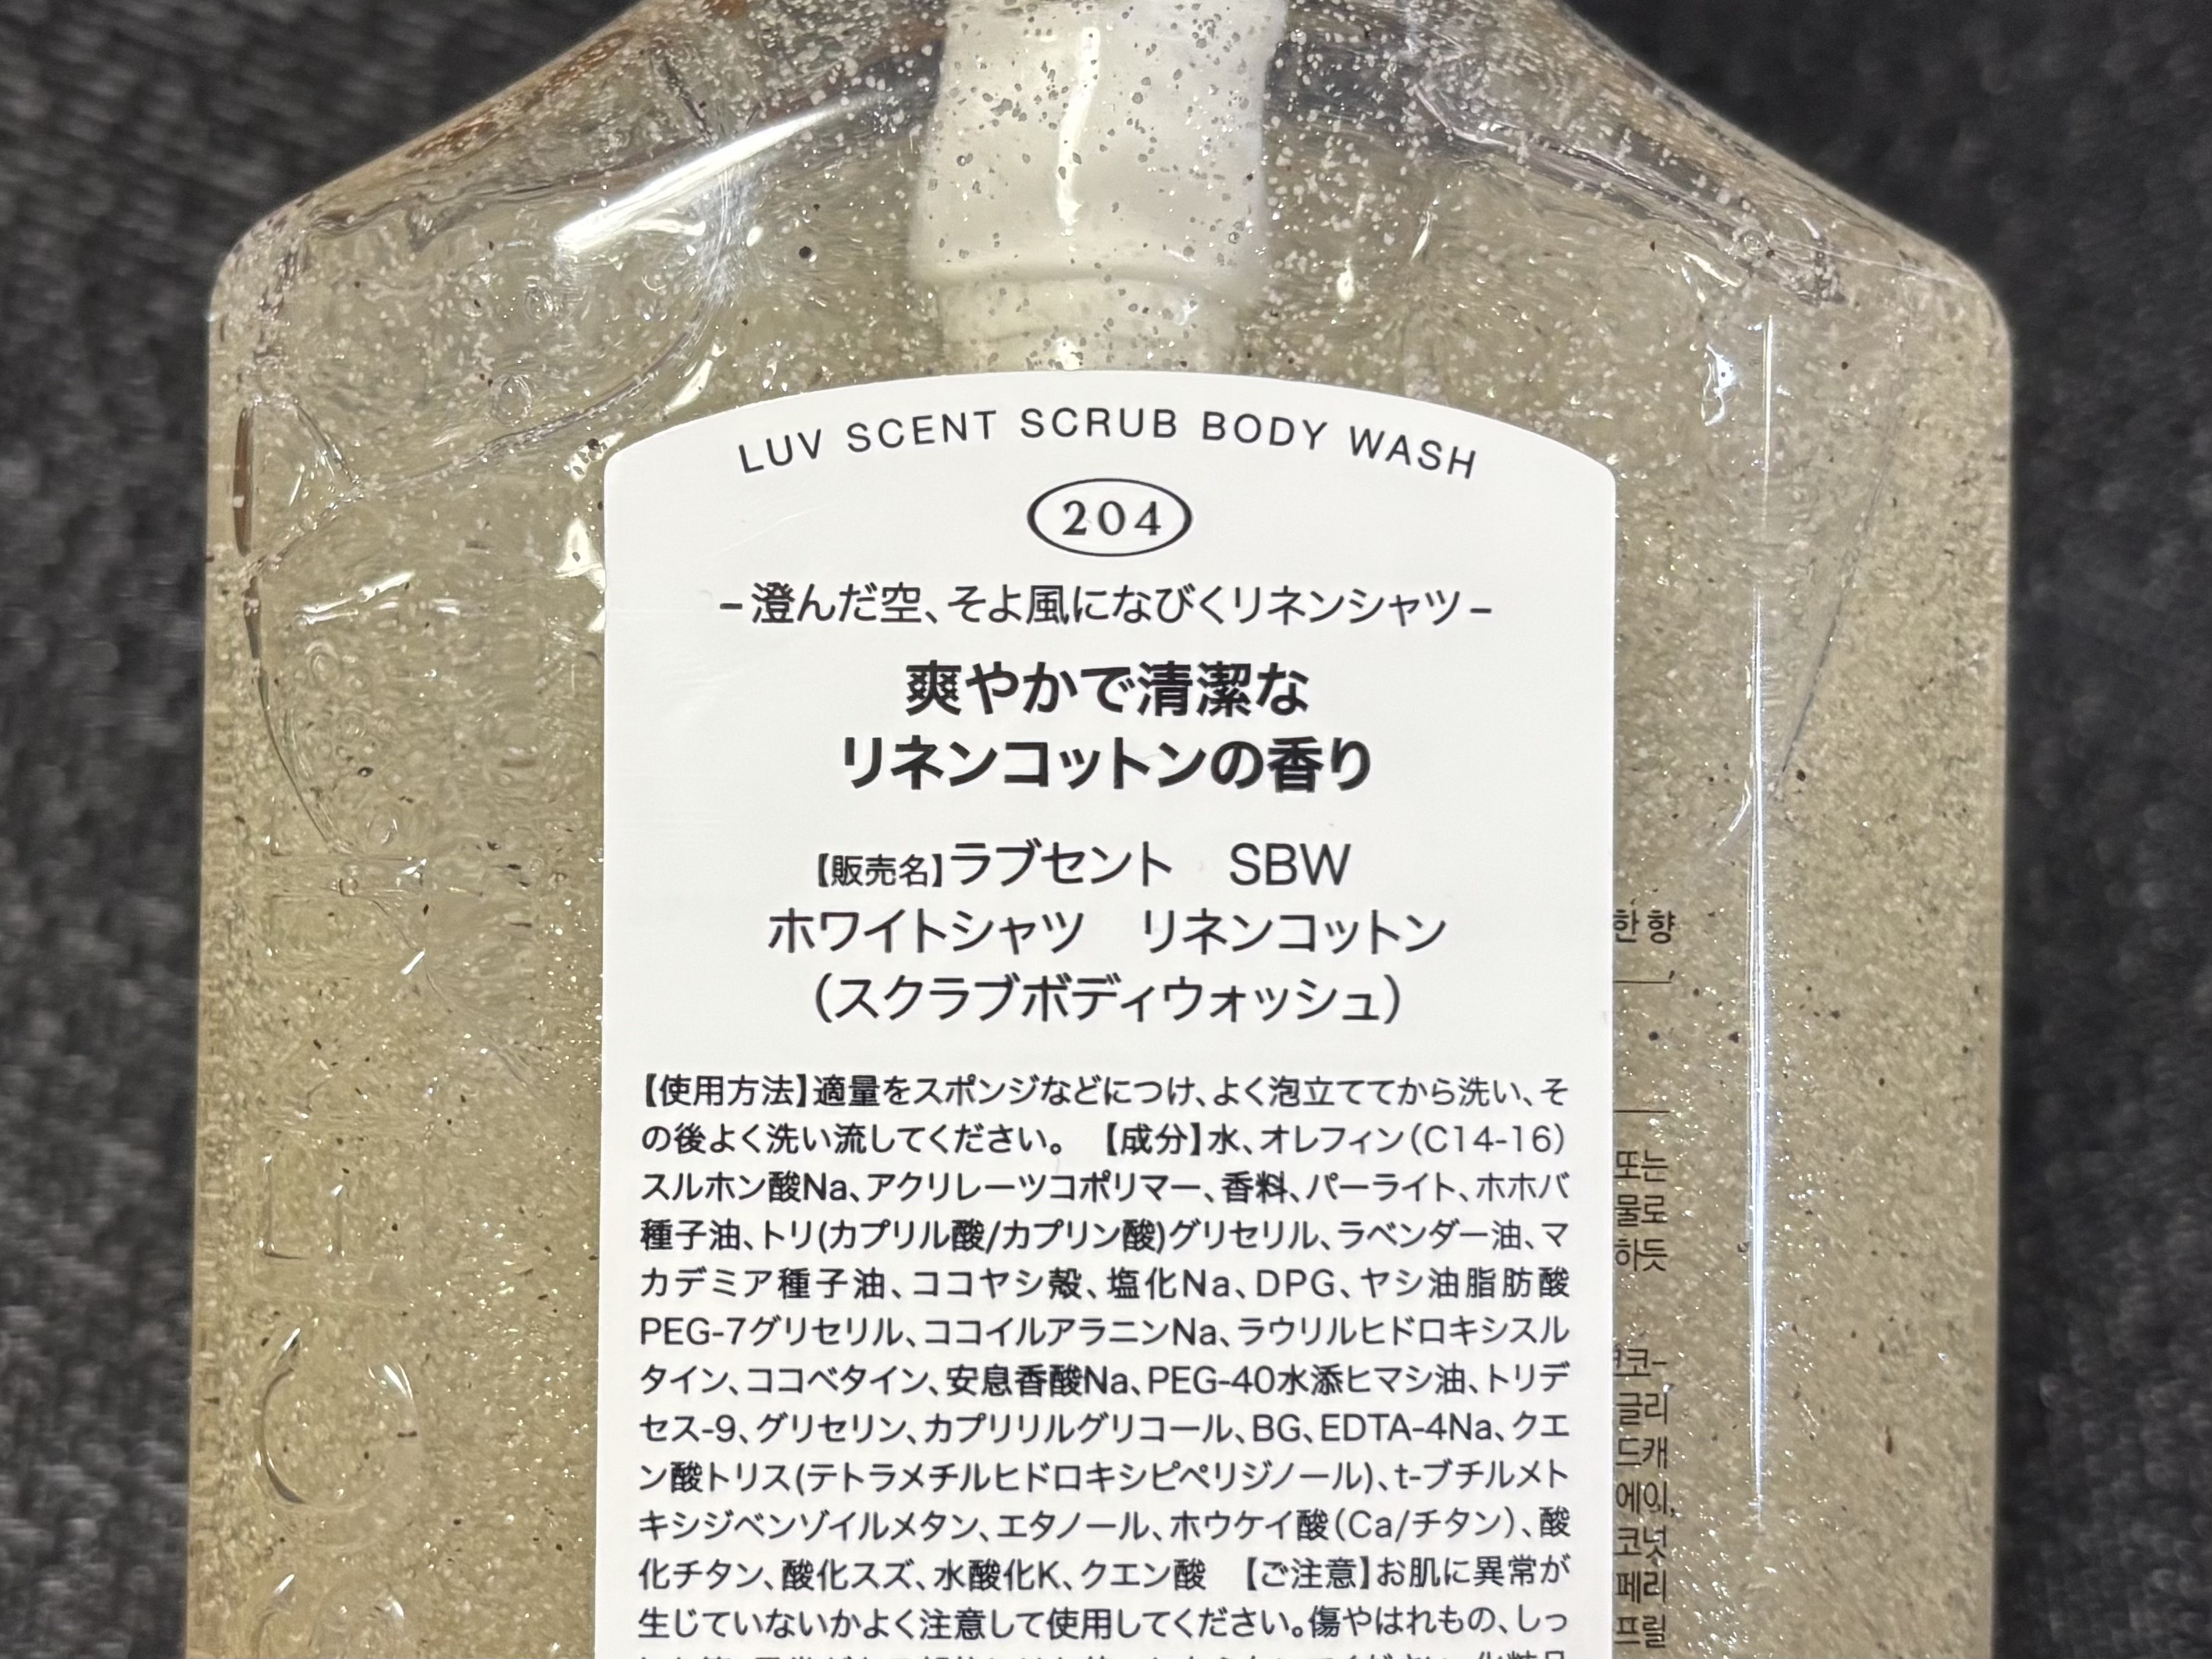 LUV SCENT SCRUB BODY WASH
204
-澄んだ空、そよ風になびくリネンシャツ-
爽やかで清潔な
リネンコットンの香り
【販売名】ラブセント　SBW
ホワイトシャツ　リネンコットン
（スクラブボディウォッシュ）
【使用方法】適量をスポンジなどにつけ、よく泡立ててから洗い、そ
の後よく洗い流してください。 【成分】水、オレフィン（C14-16）
スルホン酸Na、アクリレーツコポリマー、香料、パーライト、ホホバ
種子油、トリ(カプリル酸/カプリン酸)グリセリル、ラベンダー油、マ
カデミア種子油、ココヤシ殻、塩化Na、DPG、ヤシ油脂肪酸
PEG-7グリセリル、ココイルアラニンNa、ラウリルヒドロキシスル
タイン、ココベタイン、安息香酸Na、PEG-40水添ヒマシ油、トリデ
セス-9、グリセリン、カプリリルグリコール、BG、EDTA-4Na、クエ
ン酸トリス(テトラメチルヒドロキシピペリジノール)、t-ブチルメト
キシジベンゾイルメタン、エタノール、ホウケイ酸（Ca/チタン）、酸
化チタン、酸化スズ、水酸化K、クエン酸 【ご注意】お肌に異常が
生じていないかよく注意して使用してください。傷やはれもの、しっ
한 향
또는
물로
하듯
코-
글리
드캐
에이,
코넛
페리
프릴